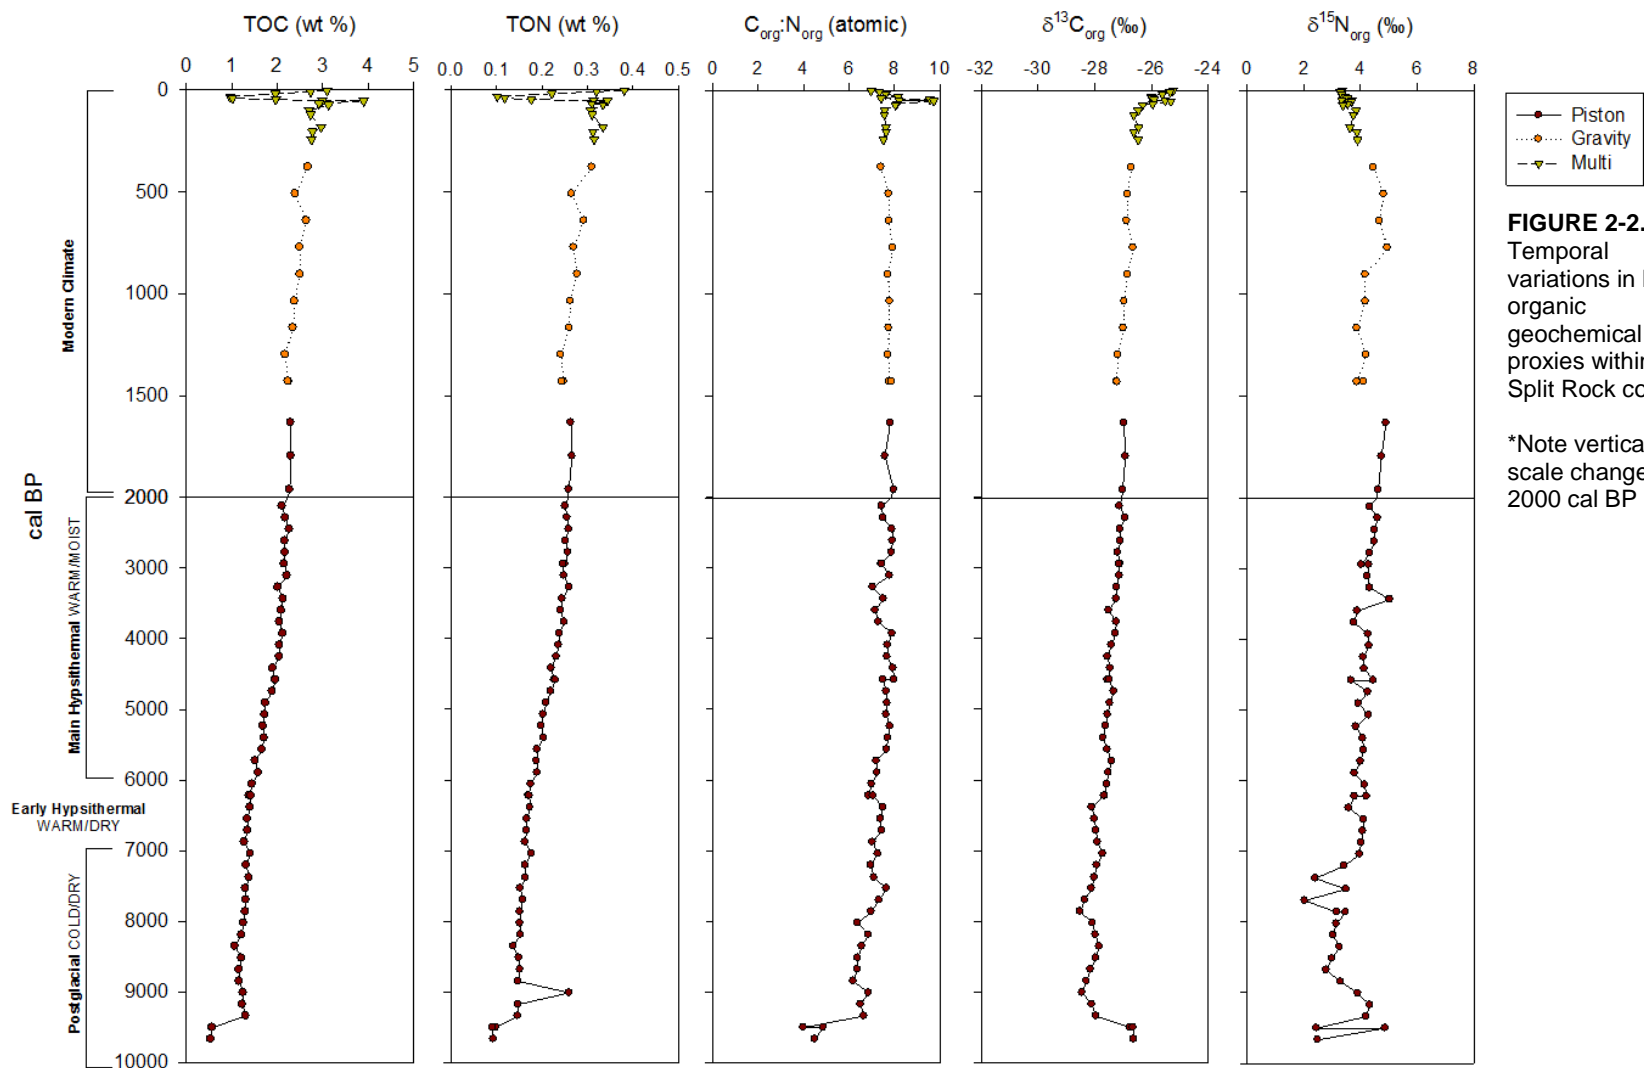 TOC (wt %) TON (wt %) Corg:Norg (atomic) δ13Corg (‰) δ15Norg (‰)
0 1 2 3 4 5 0.0 0.1 0.2 0.3 0.4 0.5 0 2 4 6 8 10 -32 -30 -28 -26 -24 0 2 4 6 8
0
500
1000
1500
2000
3000
4000
5000
6000
7000
8000
9000
10000
cal BP
Modern Climate
Main Hypsithermal WARM/MOIST
Early Hypsithermal
WARM/DRY
Postglacial COLD/DRY
Piston
Gravity
Multi
FIGURE 2-2.
Temporal
variations in
organic
geochemical
proxies within
Split Rock co
*Note vertica
scale change
2000 cal BP